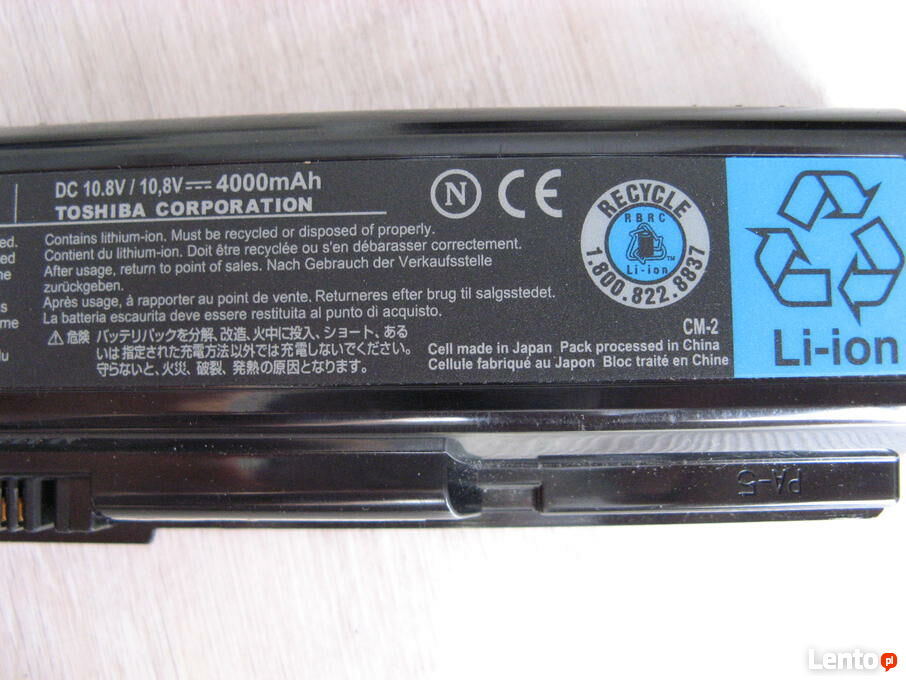 DC 10.8V / 10,8V 4000mAh
TOSHIBA CORPORATION
Contains lithium-ion. Must be recycled or disposed of properly.
Contient du lithium-ion. Doit être recyclée ou s'en débarasser correctement.
After usage, return to point of sales. Nach Gebrauch der Verkaufsstelle
zurückgeben.
Après usage, à rapporter au point de vente. Returneres efter brug til salgsstedet.
La batteria escaurita deve essere restituita al punto di acquisto.
危険 バッテリパックを分解、改造、火中に投入、ショート、ある
いは指定された充電方法以外では充電しないでください。
守らないと、火災、破裂、発熱の原因となります。
N CE
RECYCLE
RBRC
TM
Li-ion
1.800.822.8837
CM-2
Cell made in Japan Pack processed in China
Cellule fabriqué au Japon Bloc traité en Chine
Li-ion
ed.
ed
me
s
me
lu
PA-5
Lento pl